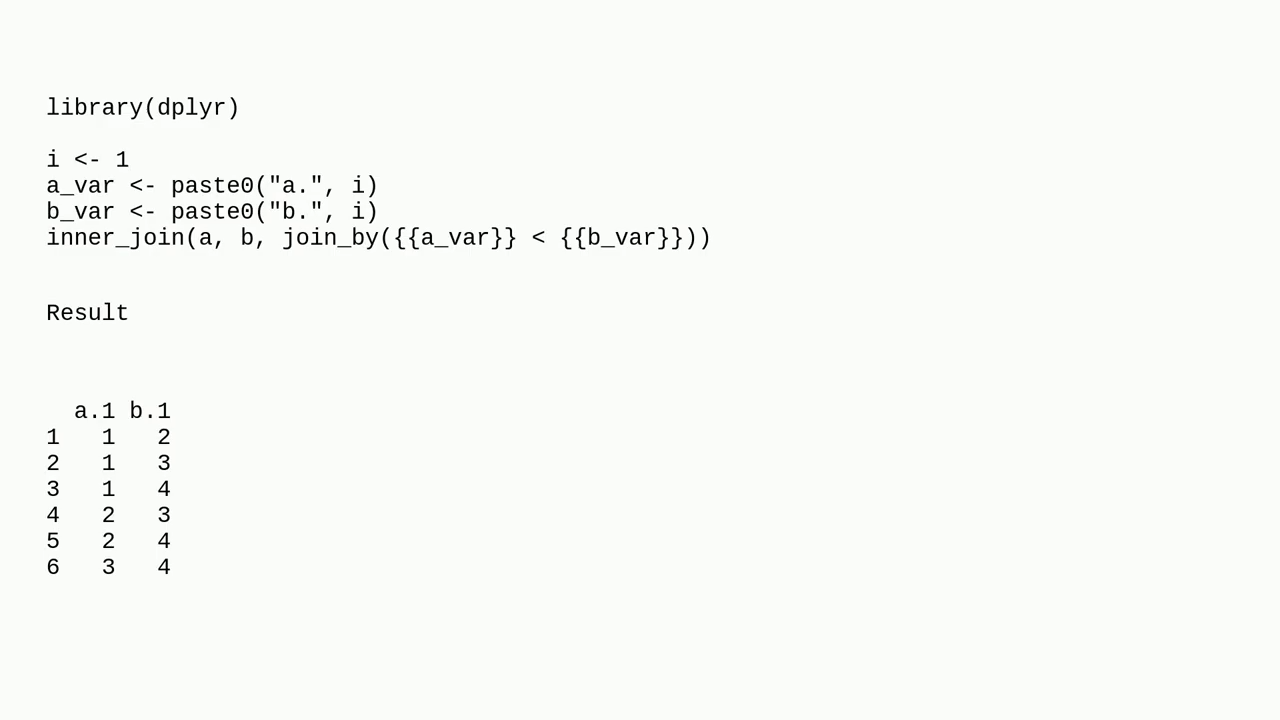 library(dplyr)
i <- 1
a_var <- paste0("a.", i)
b_var <- paste0("b.", i)
inner_join(a, b, join_by({{a_var}} < {{b_var}}))
Result
  a.1 b.1
1   1   2
2   1   3
3   1   4
4   2   3
5   2   4
6   3   4